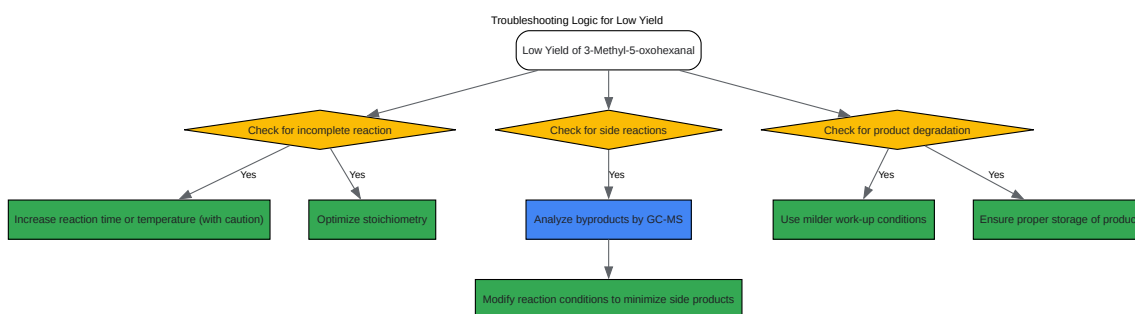 Troubleshooting Logic for Low Yield
Low Yield of 3-Methyl-5-oxohexanal
Check for incomplete reaction
Check for side reactions
Check for product degradation
Yes
Yes
Yes
Yes
Yes
Increase reaction time or temperature (with caution)
Optimize stoichiometry
Analyze byproducts by GC-MS
Use milder work-up conditions
Ensure proper storage of produc
Modify reaction conditions to minimize side products